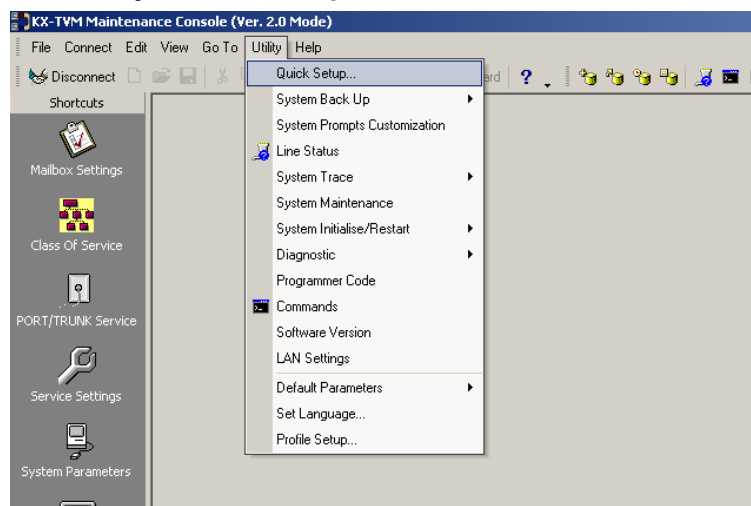 KX-TVM Maintenance Console (Ver. 2.0 Mode)
File Connect Edit View Go To Utility Help
Disconnect
?
Shortcuts
Mailbox Settings
Class Of Service
PORT/TRUNK Service
Service Settings
System Parameters
Quick Setup...
System Back Up
System Prompts Customization
Line Status
System Trace
System Maintenance
System Initialise/Restart
Diagnostic
Programmer Code
Commands
Software Version
LAN Settings
Default Parameters
Set Language...
Profile Setup...